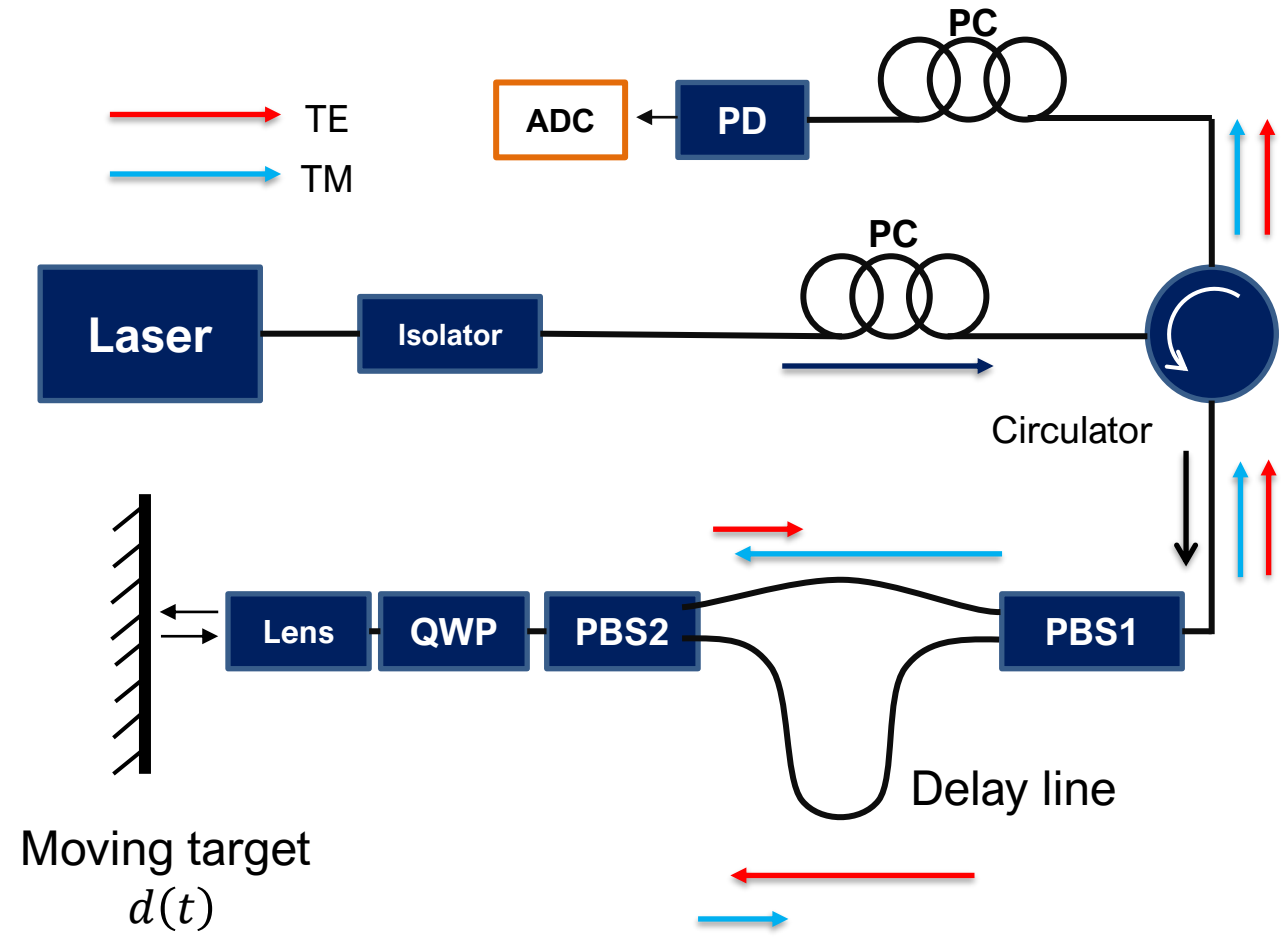 PC
TE
ADC
PD
TM
PC
Laser
Isolator
Circulator
Lens
QWP
PBS2
PBS1
Delay line
Moving target
d(t)